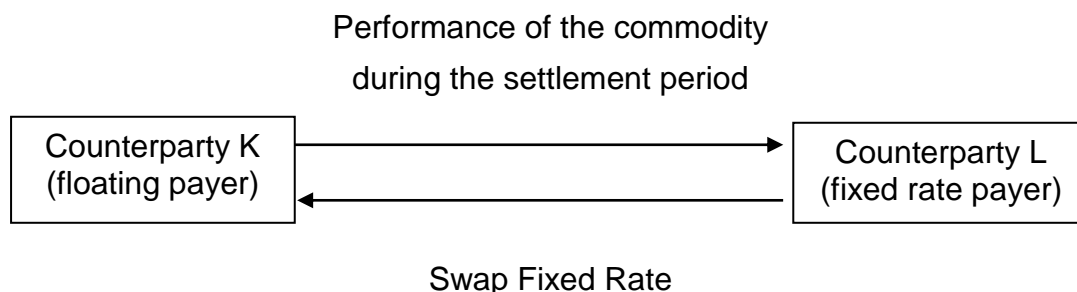 Performance of the commodity
during the settlement period
Counterparty K
(floating payer)
Counterparty L
(fixed rate payer)
Swap Fixed Rate